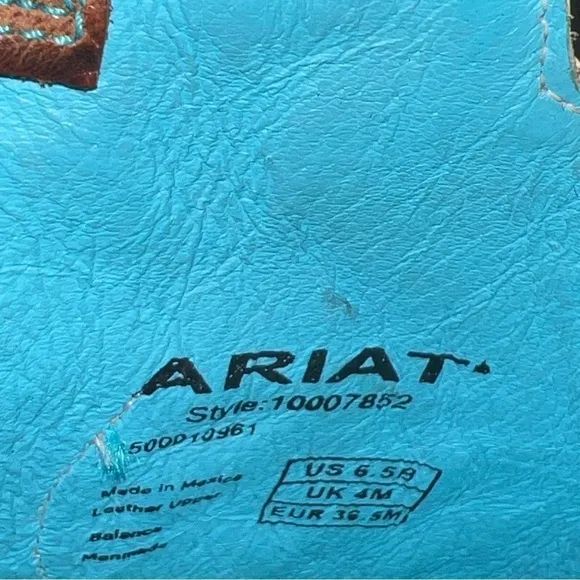 ARIAT
Style: 10007852
500010961
US 6.5B
UK 4M
EUR 36.5M
Made in Mexico
Leather Upper
Balance
Manmade